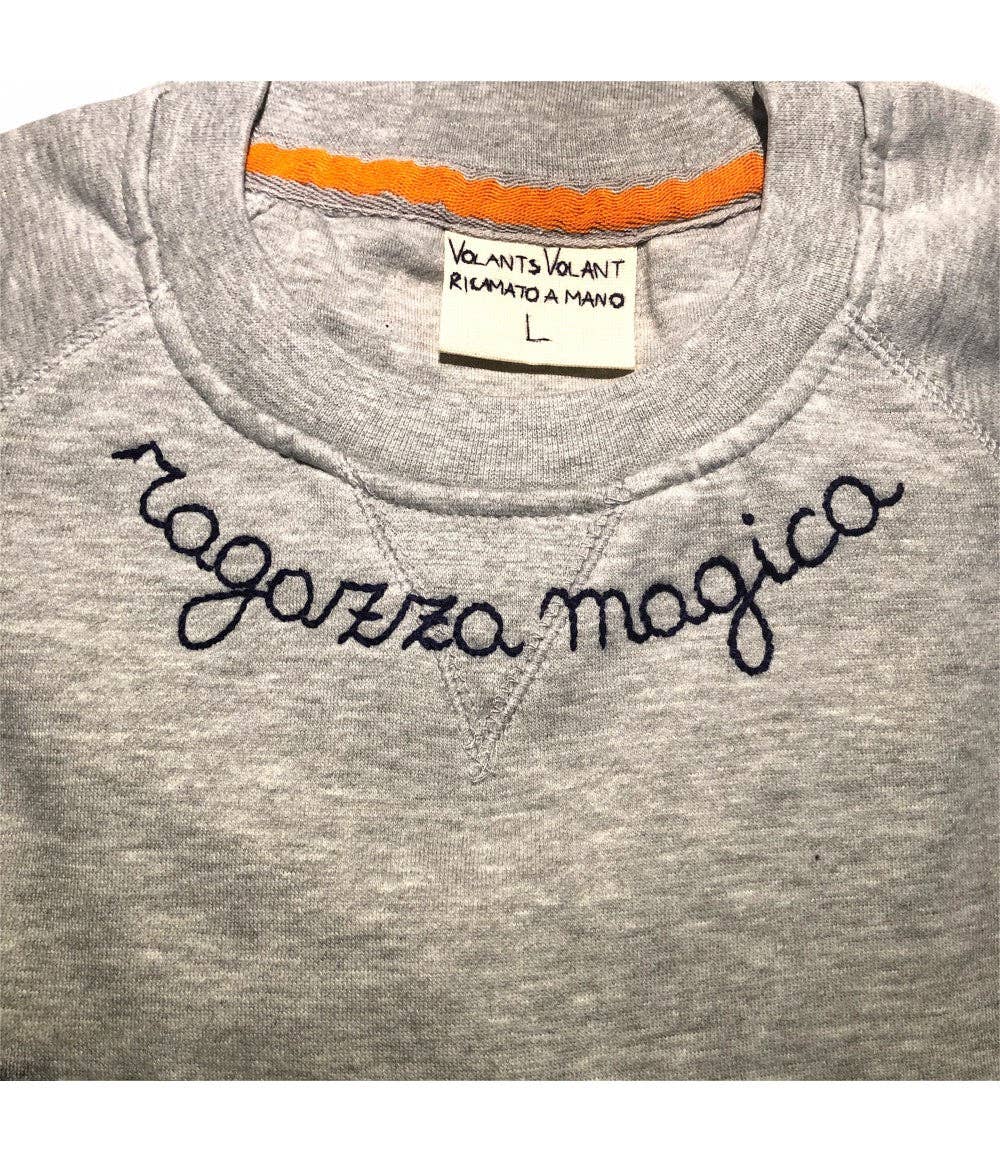 VOLANTS VOLANT
RICAMATO A MANO
L
ragazza magica